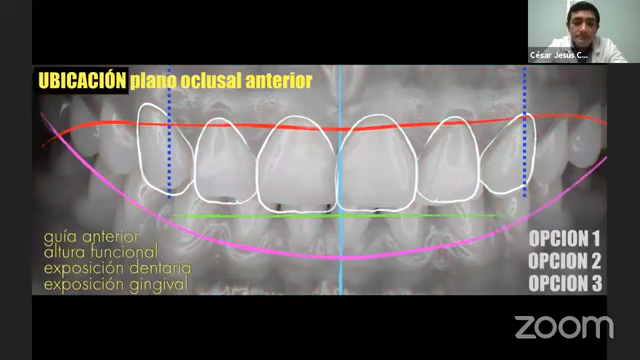 César Jesús C...
UBICACIÓN plano oclusal anterior
guía anterior
altura funcional
exposición dentaria
exposición gingival
OPCION 1
OPCION 2
OPCION 3
zoom